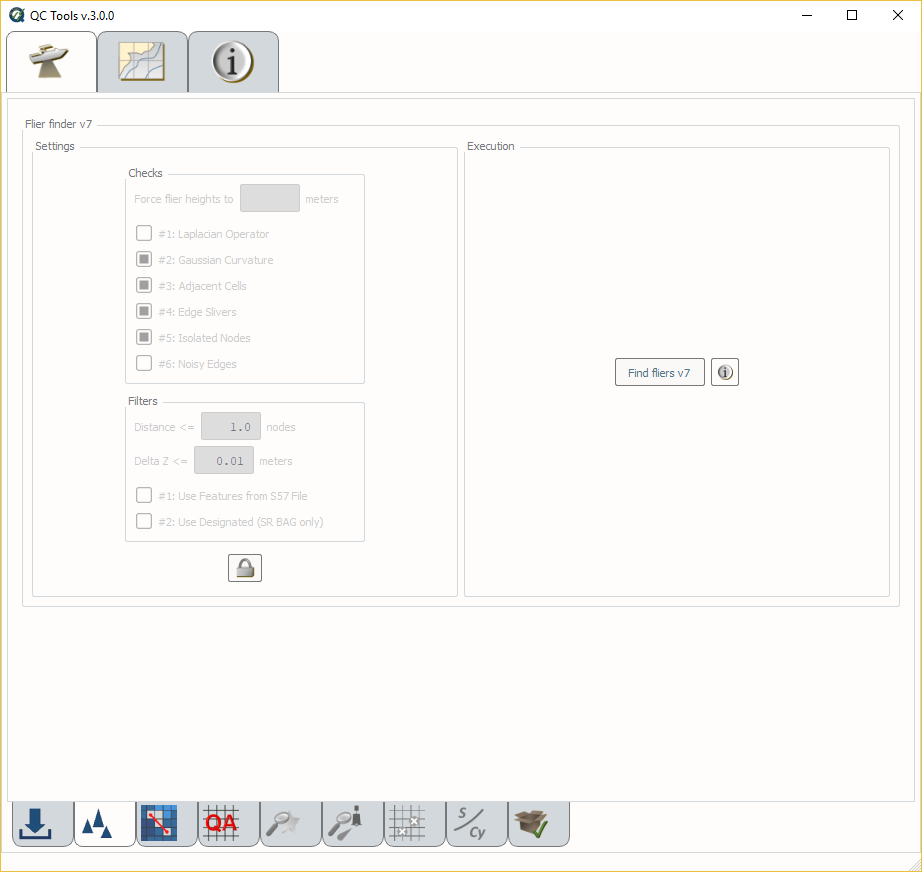 QC Tools v.3.0.0
Flier finder v7
Settings
Checks
Force flier heights to meters
#1: Laplacian Operator
#2: Gaussian Curvature
#3: Adjacent Cells
#4: Edge Slivers
#5: Isolated Nodes
#6: Noisy Edges
Filters
Distance <= 1.0 nodes
Delta Z <= 0.01 meters
#1: Use Features from S57 File
#2: Use Designated (SR BAG only)
Execution
Find fliers v7
i
QA
S/Cy